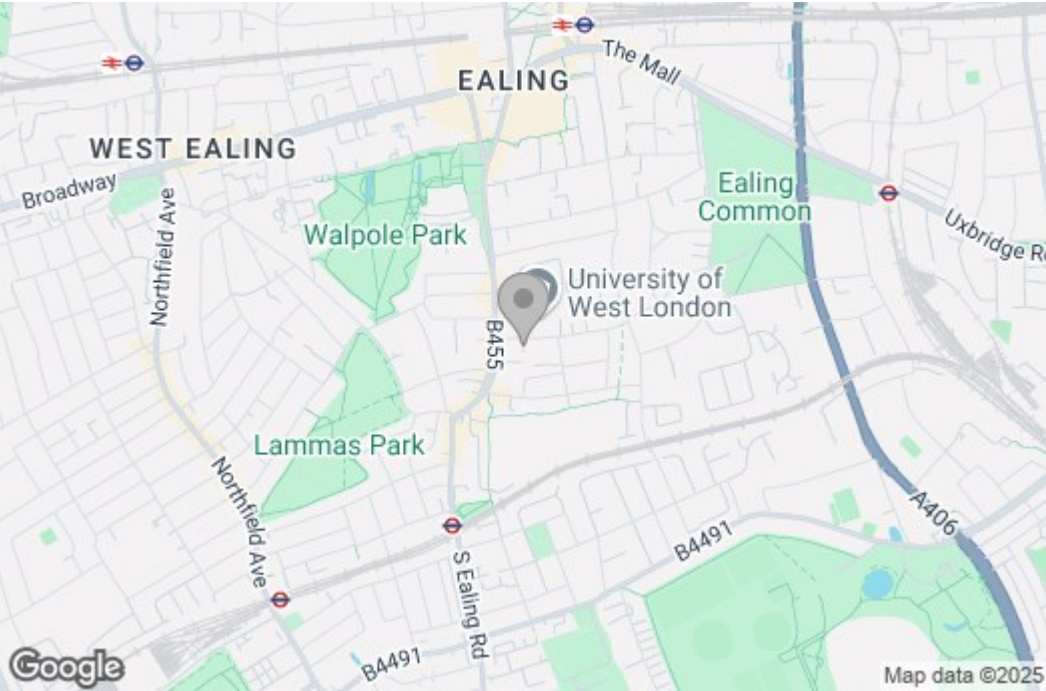 The Mall
EALING
WEST EALING
Broadway
Ealing
Common
Northfield Ave
Walpole Park
Uxbridge R
University of
West London
B455
Lammas Park
Northfield Ave
A406
B4491
S Ealing Rd
B4491
Google
Map data ©2025